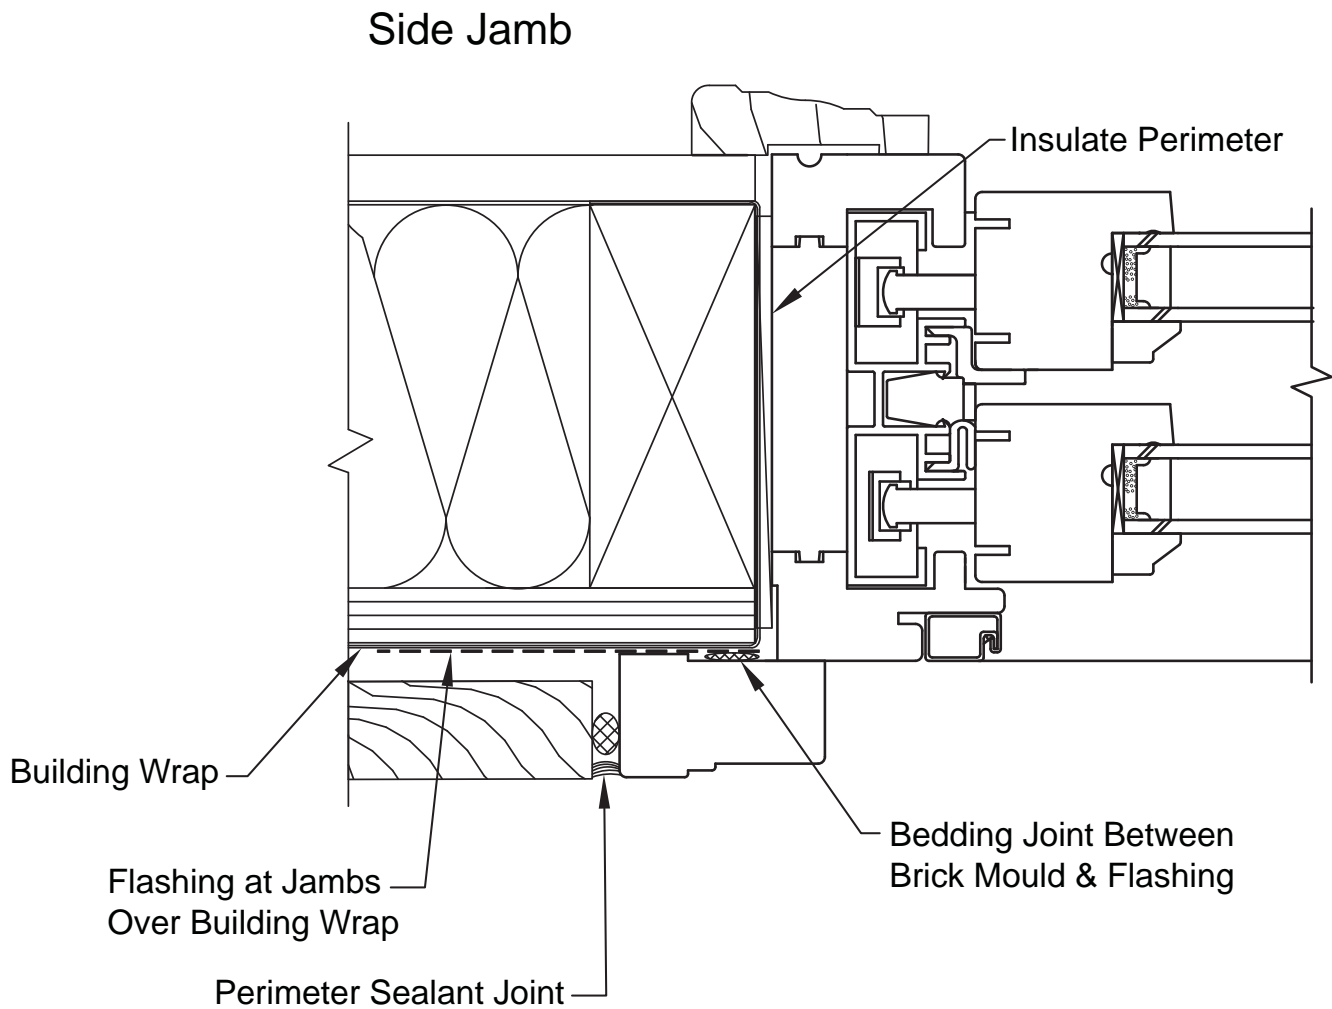 Side Jamb
Insulate Perimeter
Building Wrap
Bedding Joint Between
Brick Mould & Flashing
Flashing at Jambs
Over Building Wrap
Perimeter Sealant Joint